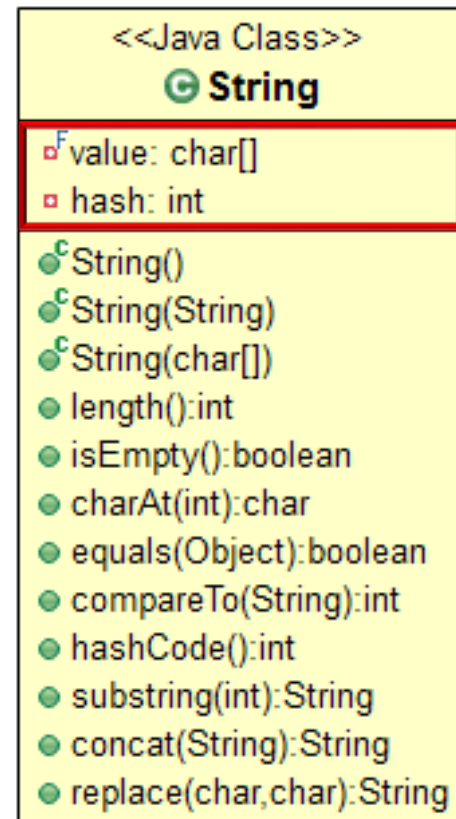 <<Java Class>>
C String
F value: char[]
hash: int
C String()
C String(String)
C String(char[])
length():int
isEmpty():boolean
charAt(int):char
equals(Object):boolean
compareTo(String):int
hashCode():int
substring(int):String
concat(String):String
replace(char,char):String